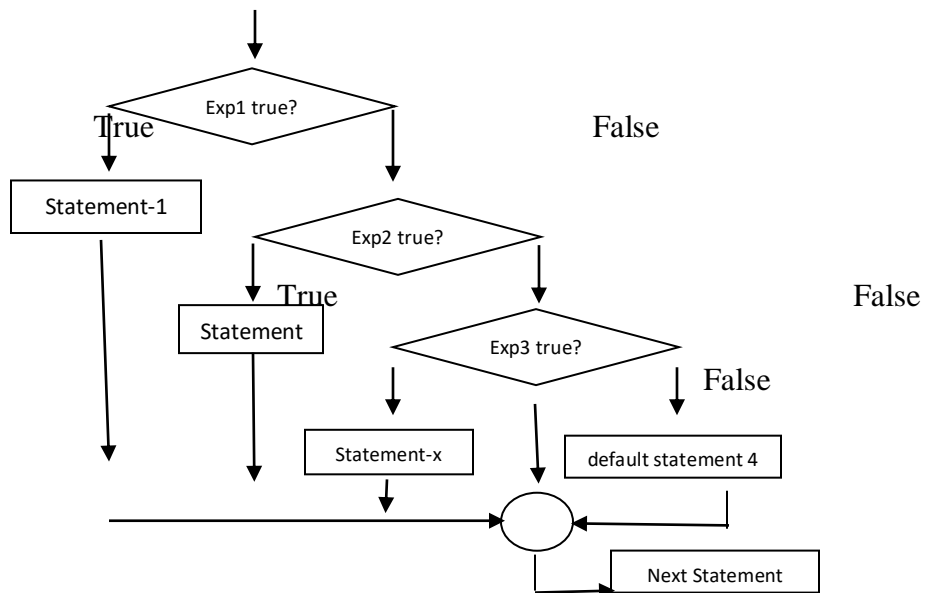 Exp1 true?
True
False
Statement-1
Exp2 true?
True
False
Statement
Exp3 true?
False
Statement-x
default statement 4
Next Statement